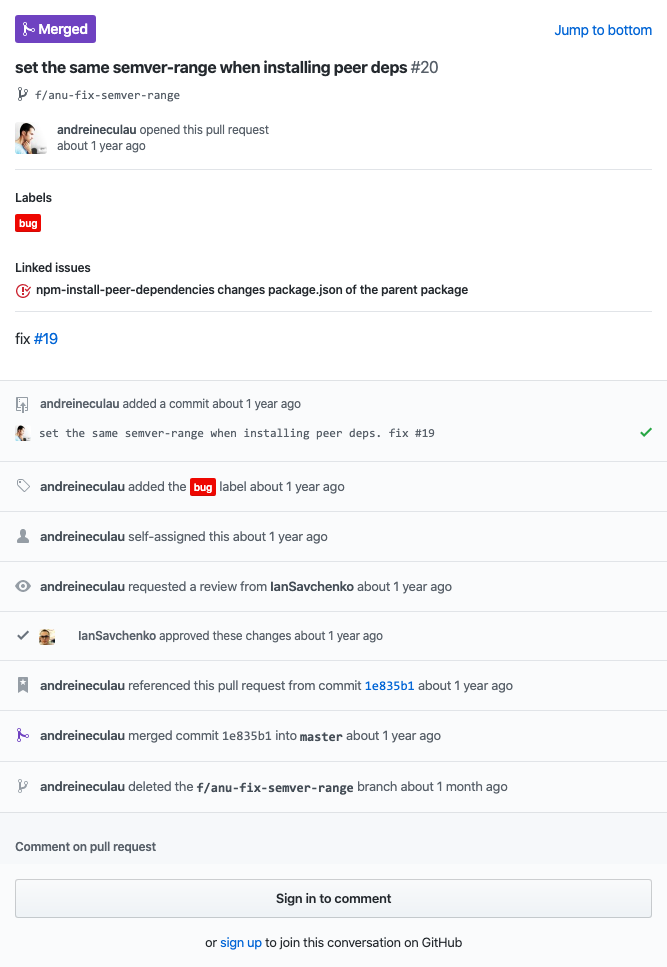 Merged
Jump to bottom
set the same semver-range when installing peer deps #20
f/anu-fix-semver-range
andreineculau opened this pull request
about 1 year ago
Labels
bug
Linked issues
npm-install-peer-dependencies changes package.json of the parent package
fix #19
andreineculau added a commit about 1 year ago
set the same semver-range when installing peer deps. fix #19
andreineculau added the bug label about 1 year ago
andreineculau self-assigned this about 1 year ago
andreineculau requested a review from IanSavchenko about 1 year ago
IanSavchenko approved these changes about 1 year ago
andreineculau referenced this pull request from commit 1e835b1 about 1 year ago
andreineculau merged commit 1e835b1 into master about 1 year ago
andreineculau deleted the f/anu-fix-semver-range branch about 1 month ago
Comment on pull request
Sign in to comment
or sign up to join this conversation on GitHub